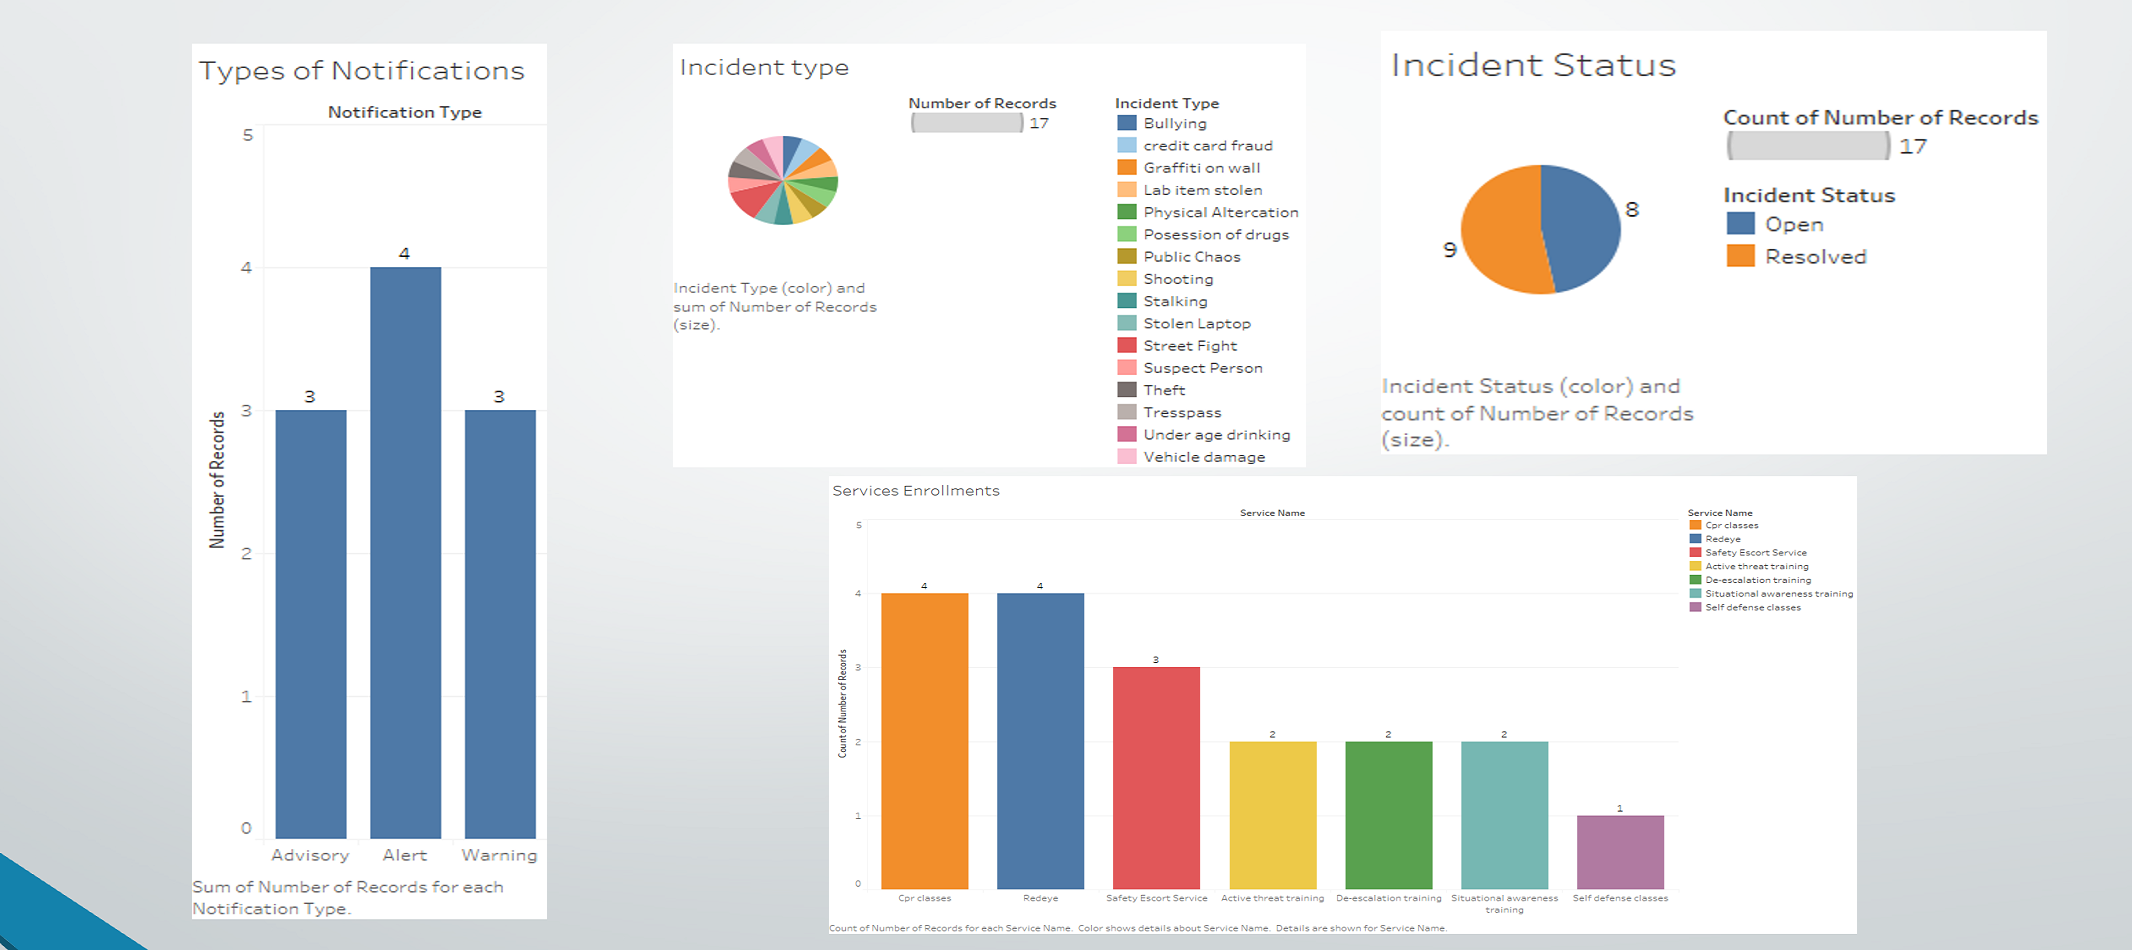 Types of Notifications
Notification Type
5
4
3
2
1
0
Number of Records
3
4
3
Advisory
Alert
Warning
Sum of Number of Records for each
Notification Type.
Incident type
Number of Records
17
Incident Type (color) and
sum of Number of Records
(size).
Incident Type
Bullying
credit card fraud
Graffiti on wall
Lab item stolen
Physical Altercation
Posession of drugs
Public Chaos
Shooting
Stalking
Stolen Laptop
Street Fight
Suspect Person
Theft
Tresspass
Under age drinking
Vehicle damage
Incident Status
Count of Number of Records
17
Incident Status
Open
Resolved
8
9
Incident Status (color) and
count of Number of Records
(size).
Services Enrollments
Service Name
5
4
3
2
1
0
Count of Number of Records
4
4
3
2
2
2
1
Cpr classes
Redeye
Safety Escort Service
Active threat training
De-escalation training
Situational awareness
training
Self defense classes
Service Name
Cpr classes
Redeye
Safety Escort Service
Active threat training
De-escalation training
Situational awareness training
Self defense classes
Count of Number of Records for each Service Name. Color shows details about Service Name. Details are shown for Service Name.